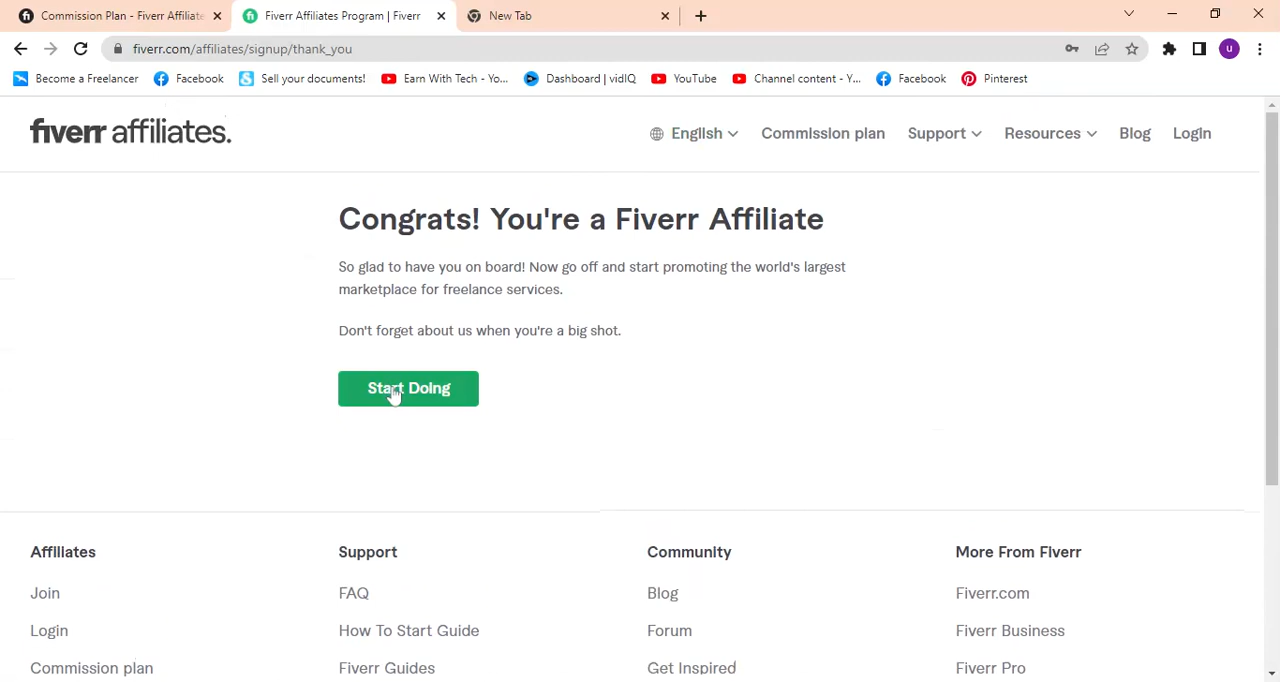 Commission Plan - Fiverr Affiliate
Fiverr Affiliates Program | Fiverr
New Tab
fiverr.com/affiliates/signup/thank_you
U
Become a Freelancer
Facebook
Sell your documents!
Earn With Tech - Yo...
Dashboard | vidIQ
YouTube
Channel content - Y...
Facebook
Pinterest
fiverr affiliates.
English
Commission plan
Support
Resources
Blog
Login
Congrats! You're a Fiverr Affiliate
So glad to have you on board! Now go off and start promoting the world's largest
marketplace for freelance services.
Don't forget about us when you're a big shot.
Start Doing
Affiliates
Support
Community
More From Fiverr
Join
FAQ
Blog
Fiverr.com
Login
How To Start Guide
Forum
Fiverr Business
Commission plan
Fiverr Guides
Get Inspired
Fiverr Pro